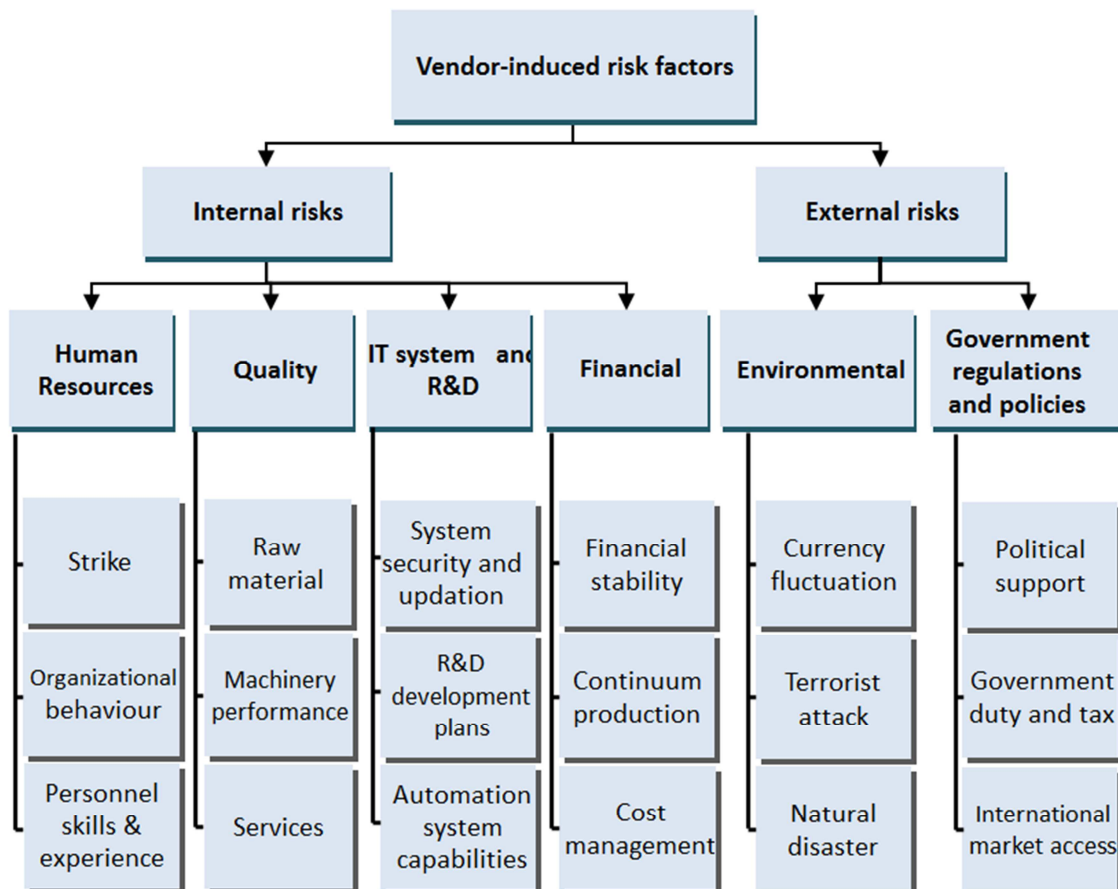 Vendor-induced risk factors
Internal risks
External risks
Human
Resources
Quality
IT system and
R&D
Financial
Environmental
Government
regulations
and policies
Strike
Organizational
behaviour
Personnel
skills &
experience
Raw
material
Machinery
performance
Services
System
security and
updation
R&D
development
plans
Automation
system
capabilities
Financial
stability
Continuum
production
Cost
management
Currency
fluctuation
Terrorist
attack
Natural
disaster
Political
support
Government
duty and tax
International
market access